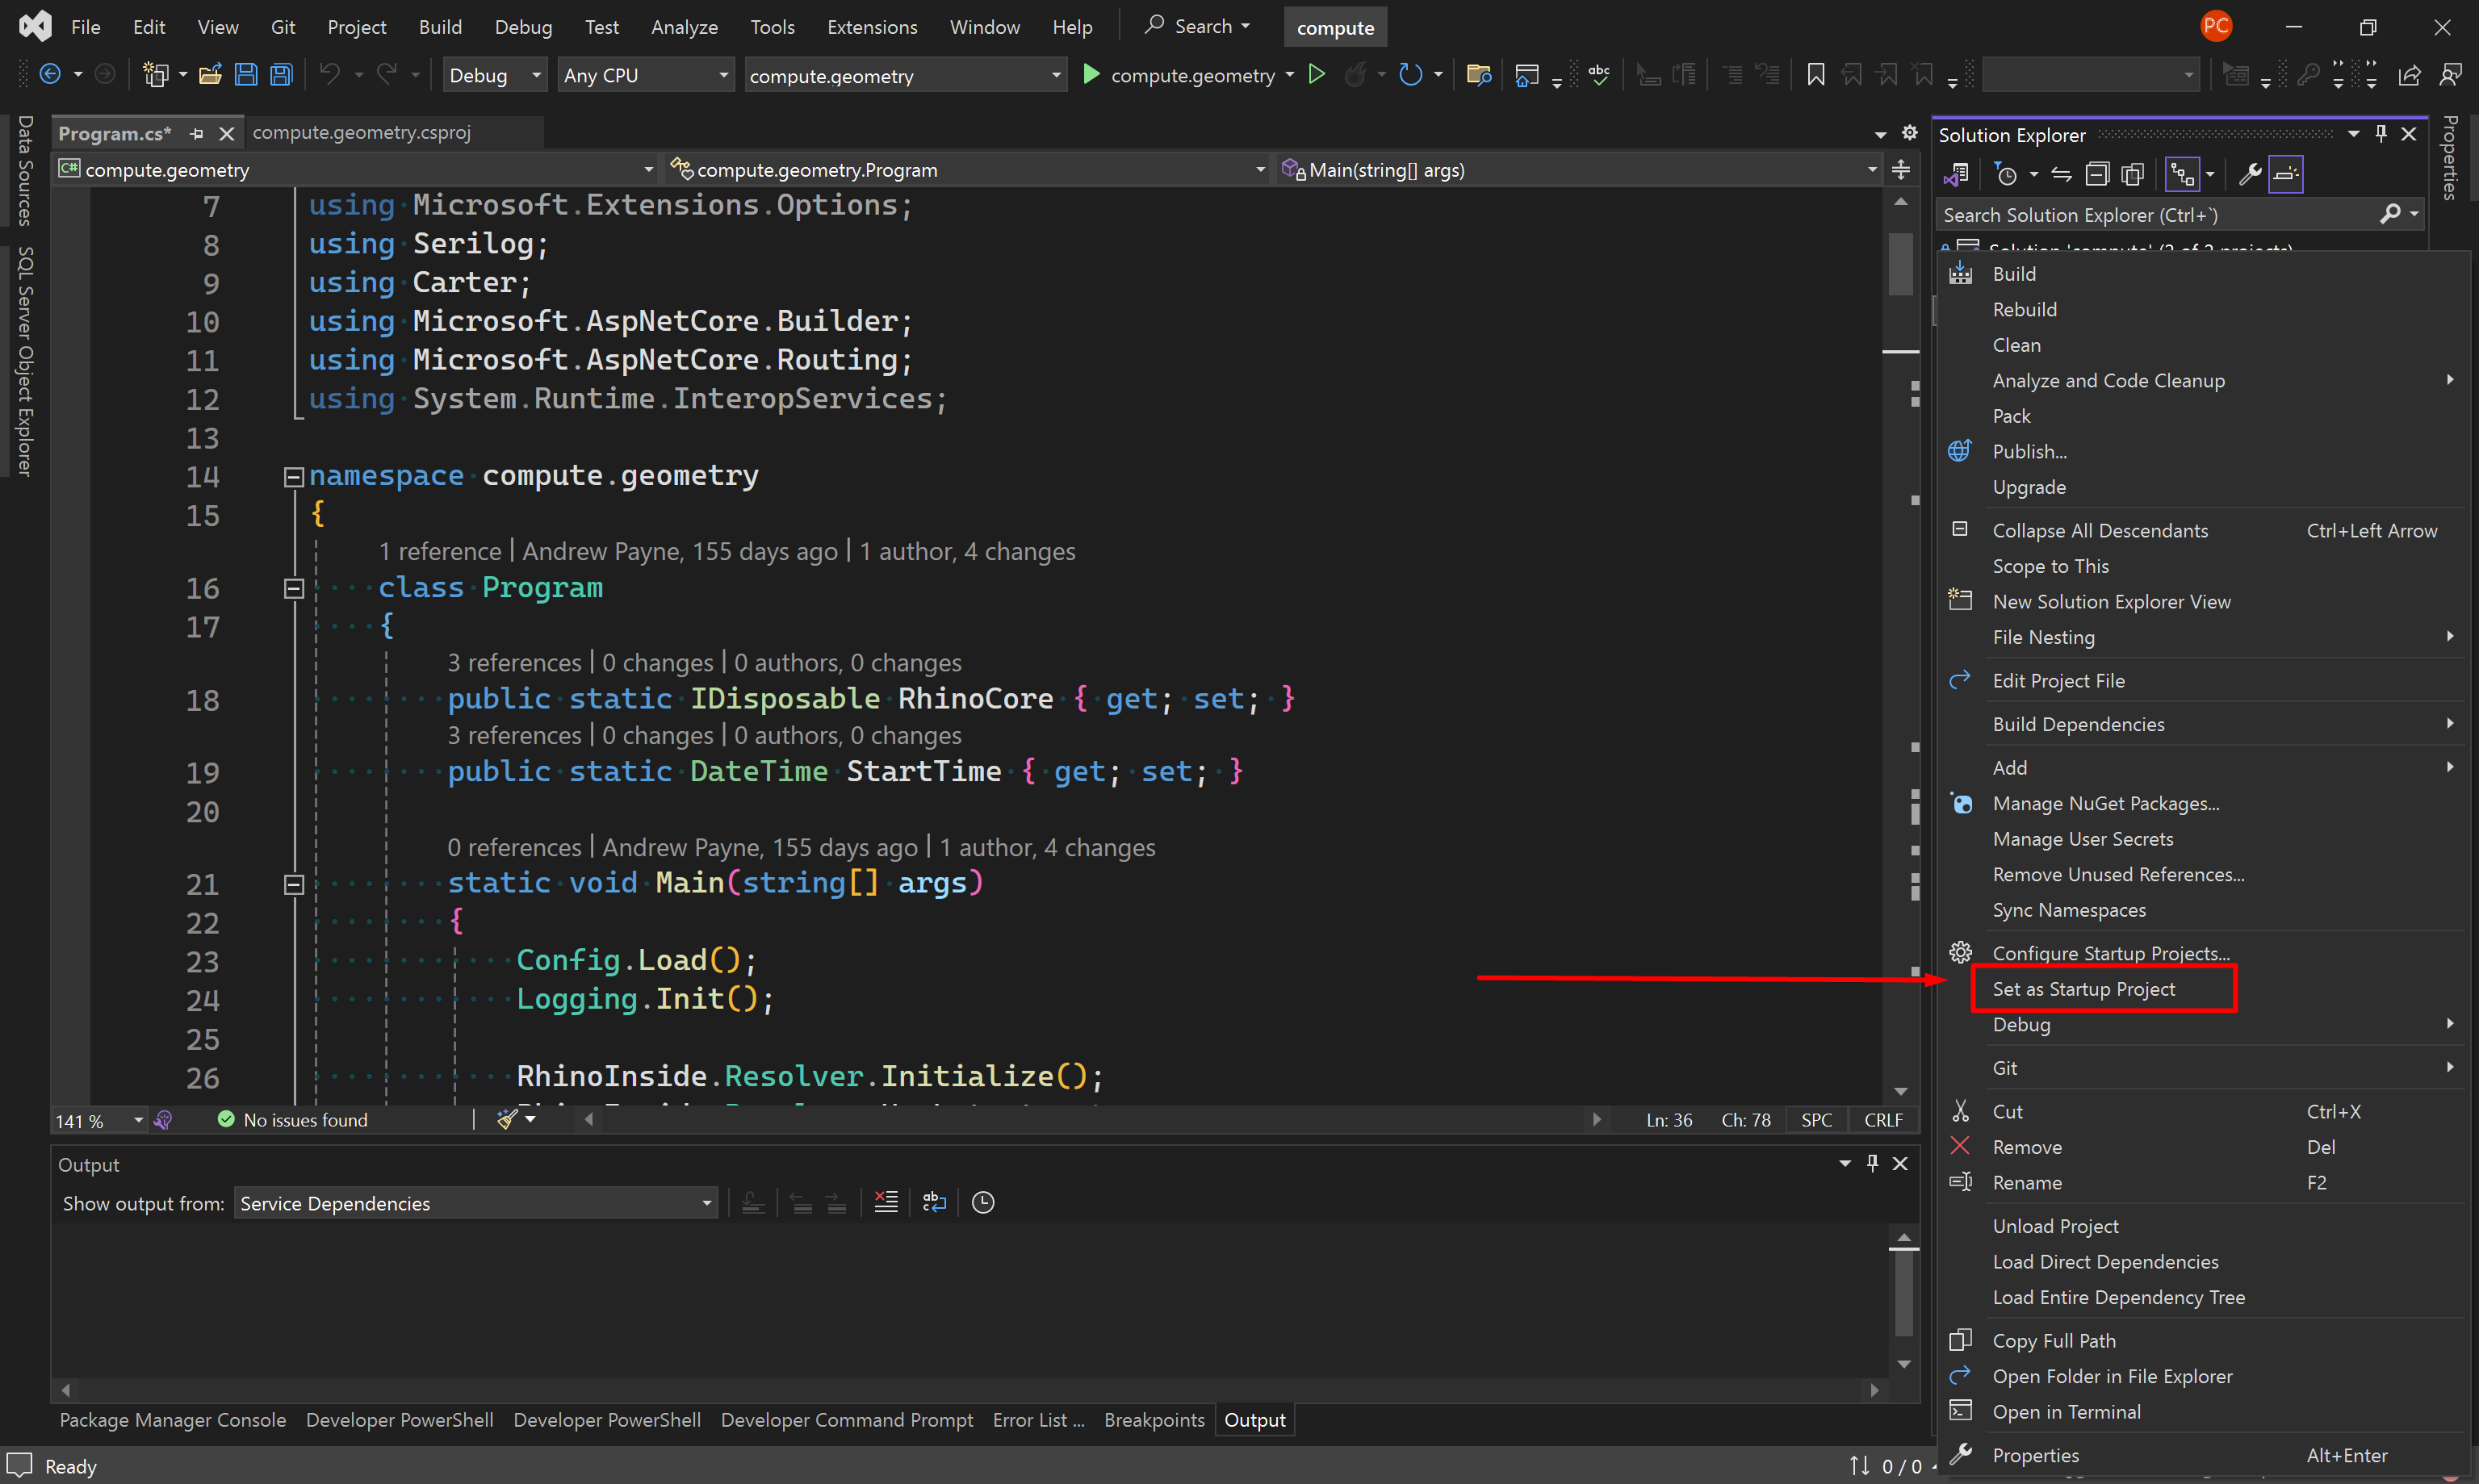 File Edit View Git Project Build Debug Test Analyze Tools Extensions Window Help Search compute
PC
Debug Any CPU compute.geometry compute.geometry
Data Sources
SQL Server Object Explorer
Program.cs* compute.geometry.csproj
compute.geometry compute.geometry.Program Main(string[] args)
7 using Microsoft.Extensions.Options;
8 using Serilog;
9 using Carter;
10 using Microsoft.AspNetCore.Builder;
11 using Microsoft.AspNetCore.Routing;
12 using System.Runtime.InteropServices;
13
14 namespace compute.geometry
15 {
1 reference | Andrew Payne, 155 days ago | 1 author, 4 changes
16 class Program
17 {
3 references | 0 changes | 0 authors, 0 changes
18 public static IDisposable RhinoCore { get; set; }
3 references | 0 changes | 0 authors, 0 changes
19 public static DateTime StartTime { get; set; }
20
0 references | Andrew Payne, 155 days ago | 1 author, 4 changes
21 static void Main(string[] args)
22 {
23 Config.Load();
24 Logging.Init();
25
26 RhinoInside.Resolver.Initialize();
141 % No issues found Ln: 36 Ch: 78 SPC CRLF
Output
Show output from: Service Dependencies
Package Manager Console Developer PowerShell Developer PowerShell Developer Command Prompt Error List ... Breakpoints Output
Ready 0 / 0
Solution Explorer
Properties
Search Solution Explorer (Ctrl+`)
Solution 'compute' (2 of 2 projects)
Build
Rebuild
Clean
Analyze and Code Cleanup
Pack
Publish...
Upgrade
Collapse All Descendants Ctrl+Left Arrow
Scope to This
New Solution Explorer View
File Nesting
Edit Project File
Build Dependencies
Add
Manage NuGet Packages...
Manage User Secrets
Remove Unused References...
Sync Namespaces
Configure Startup Projects...
Set as Startup Project
Debug
Git
Cut Ctrl+X
Remove Del
Rename F2
Unload Project
Load Direct Dependencies
Load Entire Dependency Tree
Copy Full Path
Open Folder in File Explorer
Open in Terminal
Properties Alt+Enter